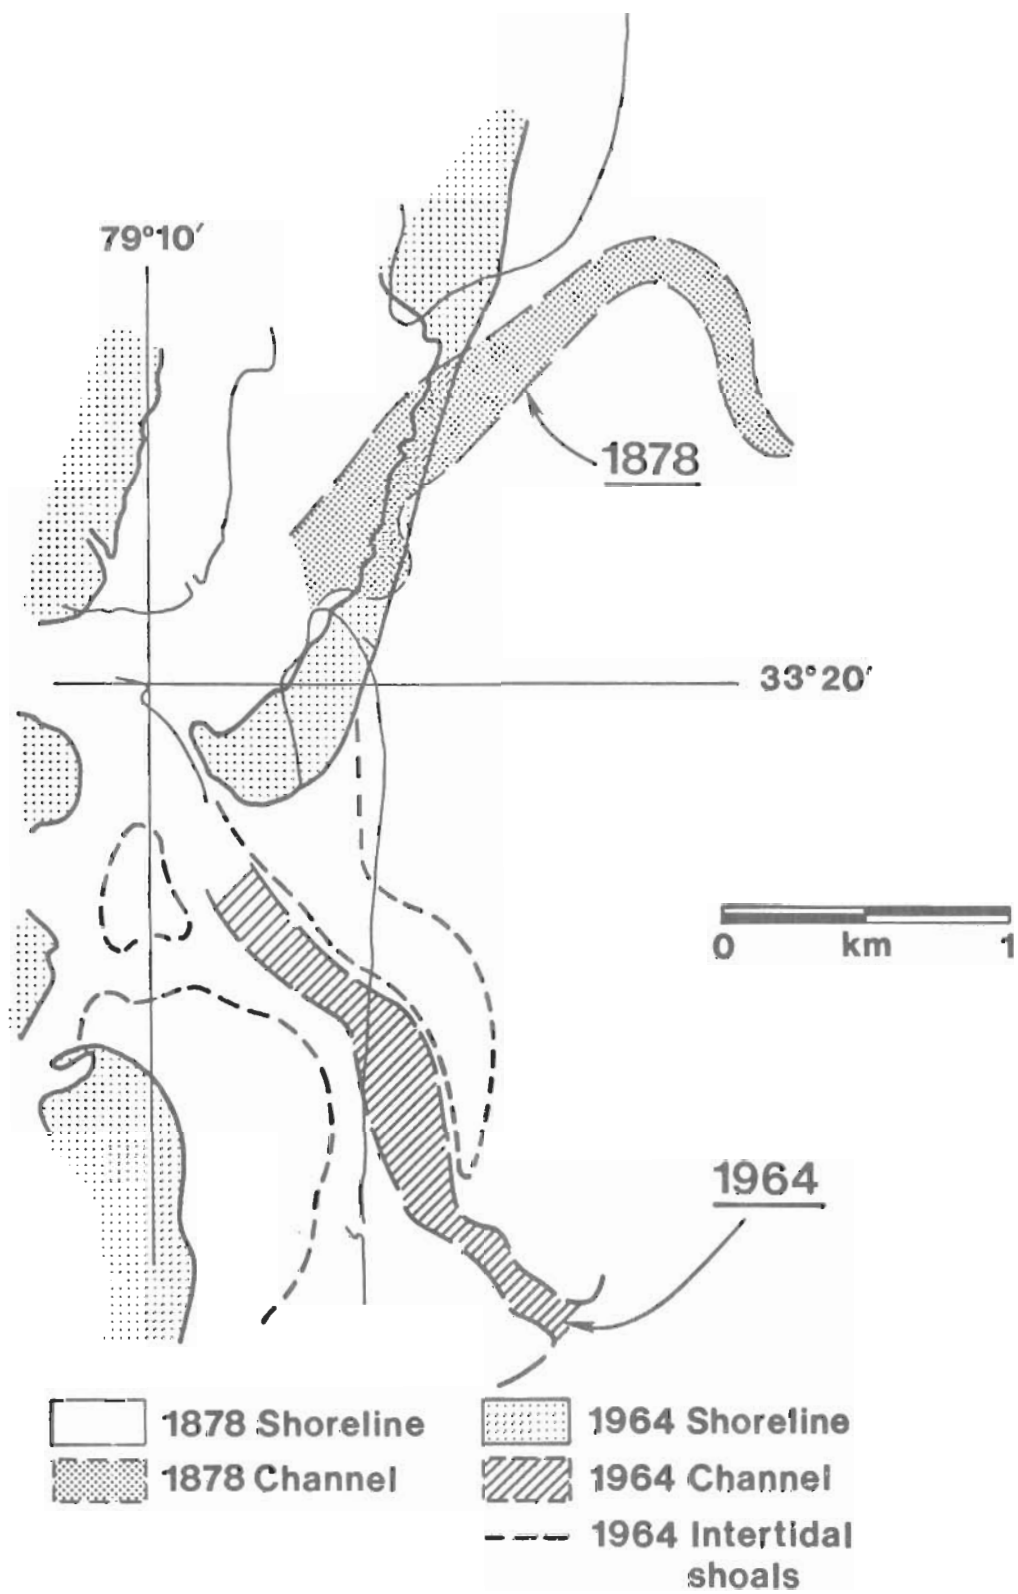 79°10′
1878
33°20′
0 km 1
1964
1878 Shoreline
1878 Channel
1964 Shoreline
1964 Channel
1964 Intertidal
shoals